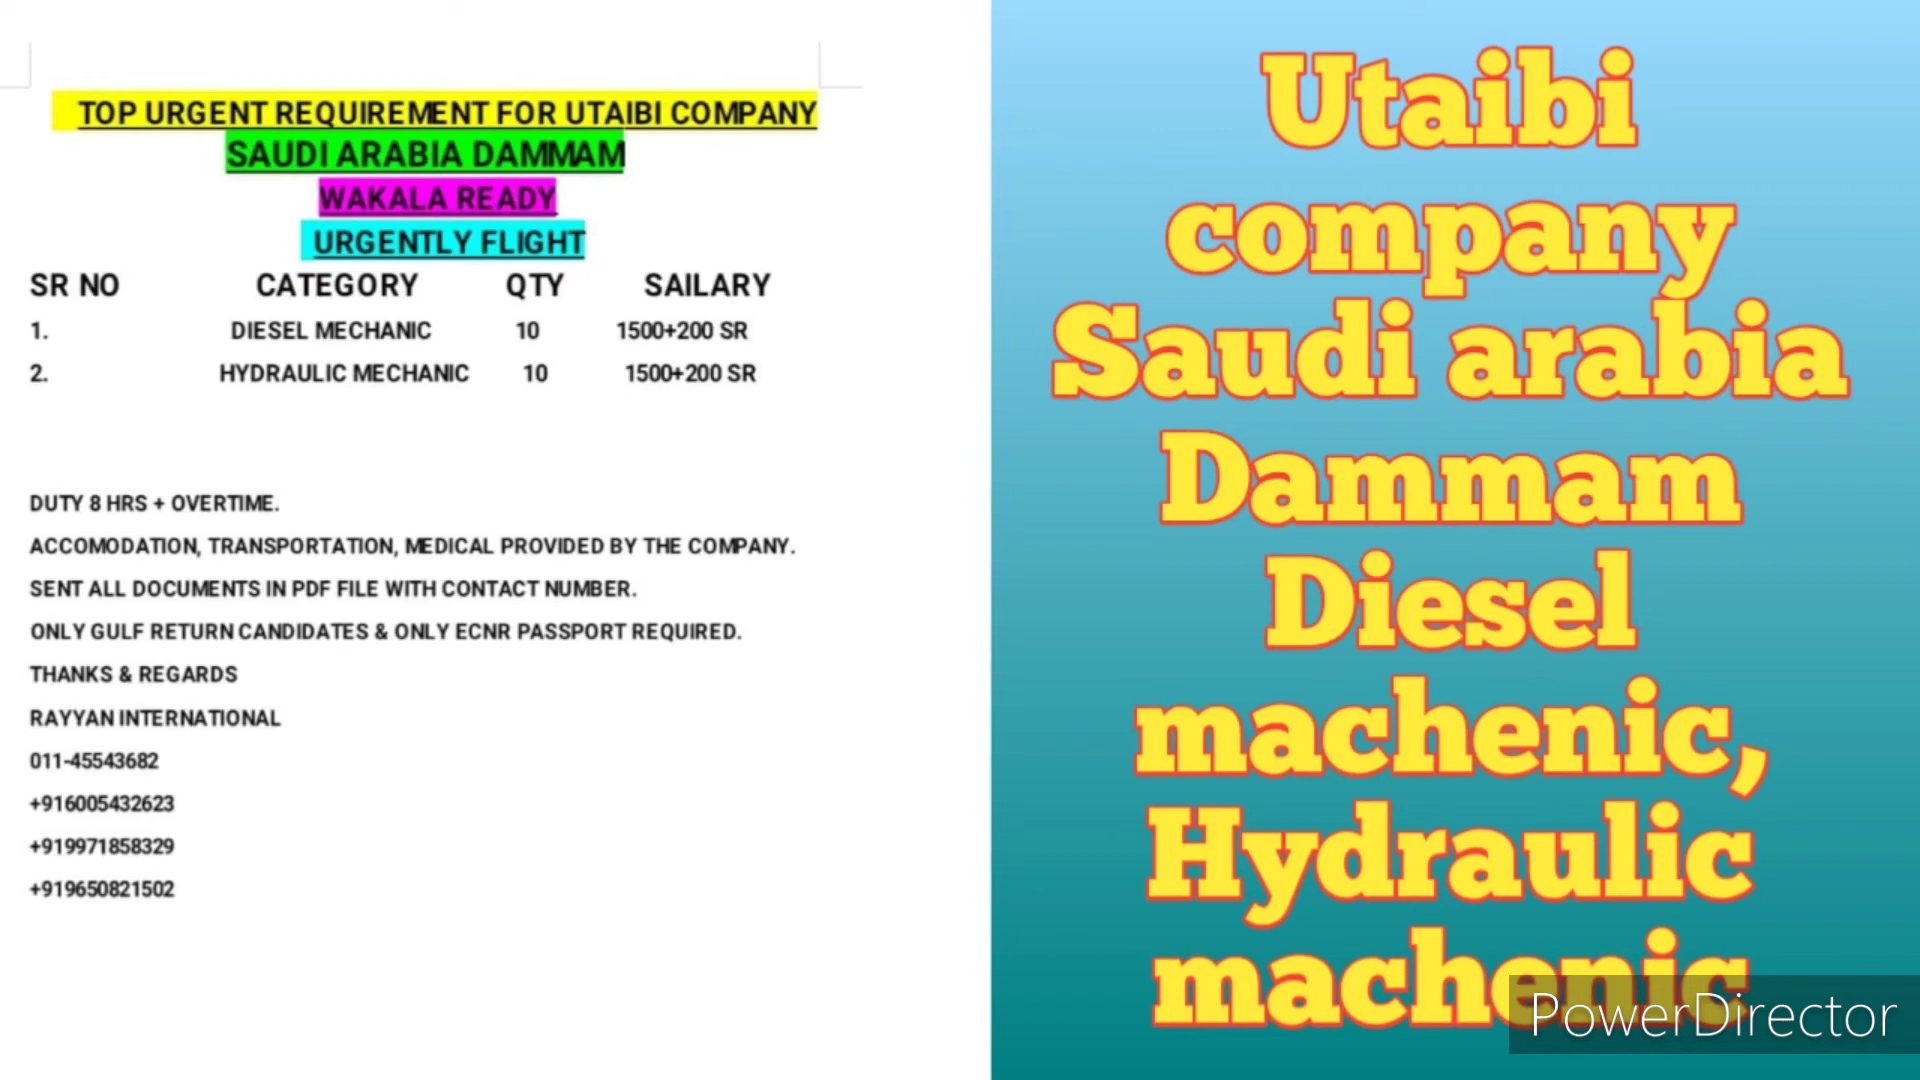 TOP URGENT REQUIREMENT FOR UTAIBI COMPANY
SAUDI ARABIA DAMMAM
WAKALA READY
URGENTLY FLIGHT
SR NO CATEGORY QTY SAILARY
1. DIESEL MECHANIC 10 1500+200 SR
2. HYDRAULIC MECHANIC 10 1500+200 SR
DUTY 8 HRS + OVERTIME.
ACCOMODATION, TRANSPORTATION, MEDICAL PROVIDED BY THE COMPANY.
SENT ALL DOCUMENTS IN PDF FILE WITH CONTACT NUMBER.
ONLY GULF RETURN CANDIDATES & ONLY ECNR PASSPORT REQUIRED.
THANKS & REGARDS
RAYYAN INTERNATIONAL
011-45543682
+916005432623
+919971858329
+919650821502
Utaibi
company
Saudi arabia
Dammam
Diesel
machenic,
Hydraulic
machenic
PowerDirector